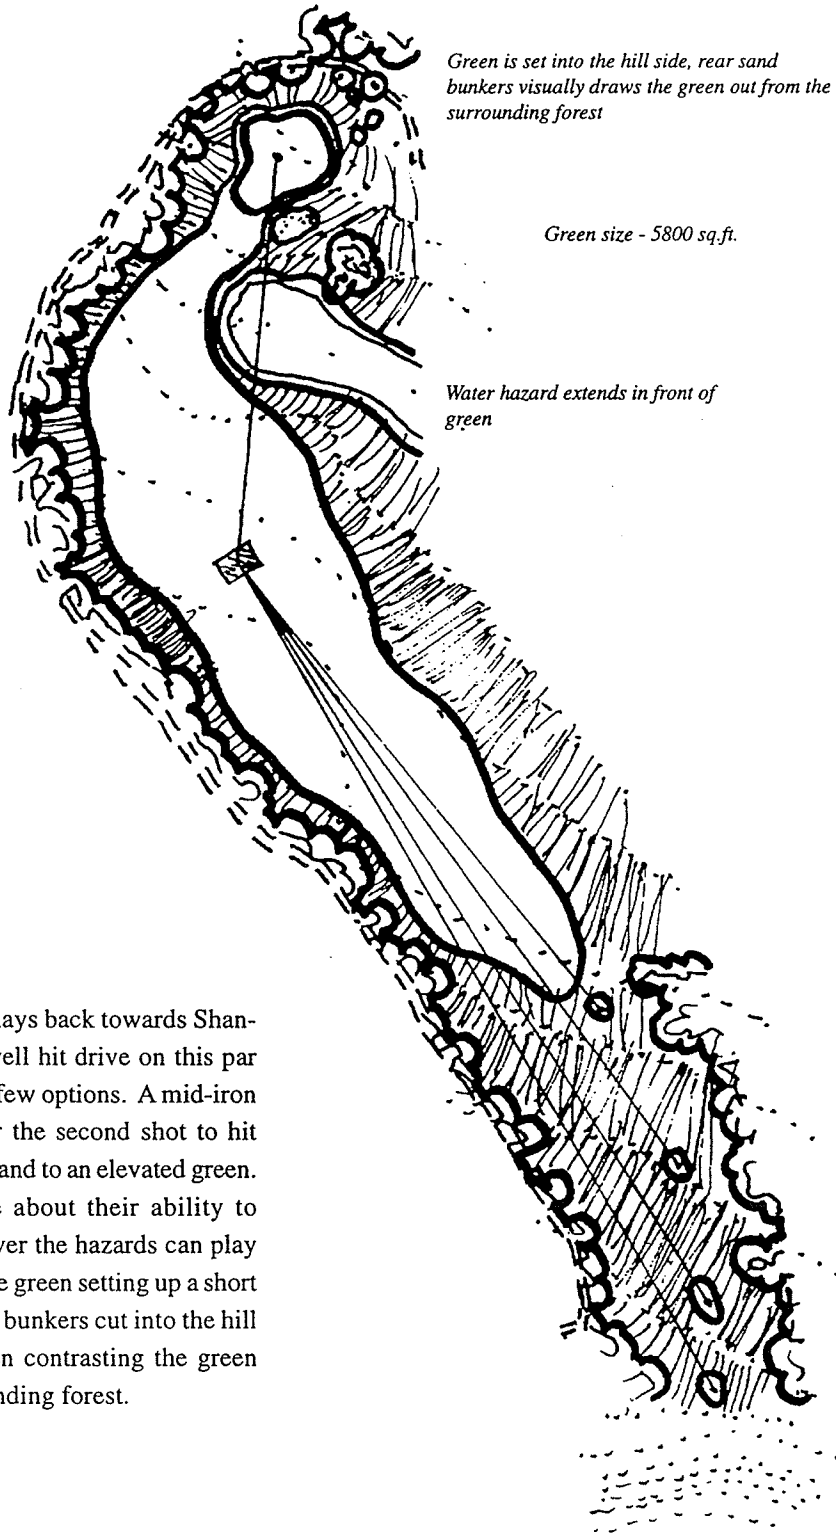 Green is set into the hill side, rear sand
bunkers visually draws the green out from the
surrounding forest
Green size - 5800 sq.ft.
Water hazard extends in front of
green
ays back towards Shan-
ell hit drive on this par
few options. A mid-iron
the second shot to hit
and to an elevated green.
about their ability to
ver the hazards can play
e green setting up a short
bunkers cut into the hill
n contrasting the green
nding forest.